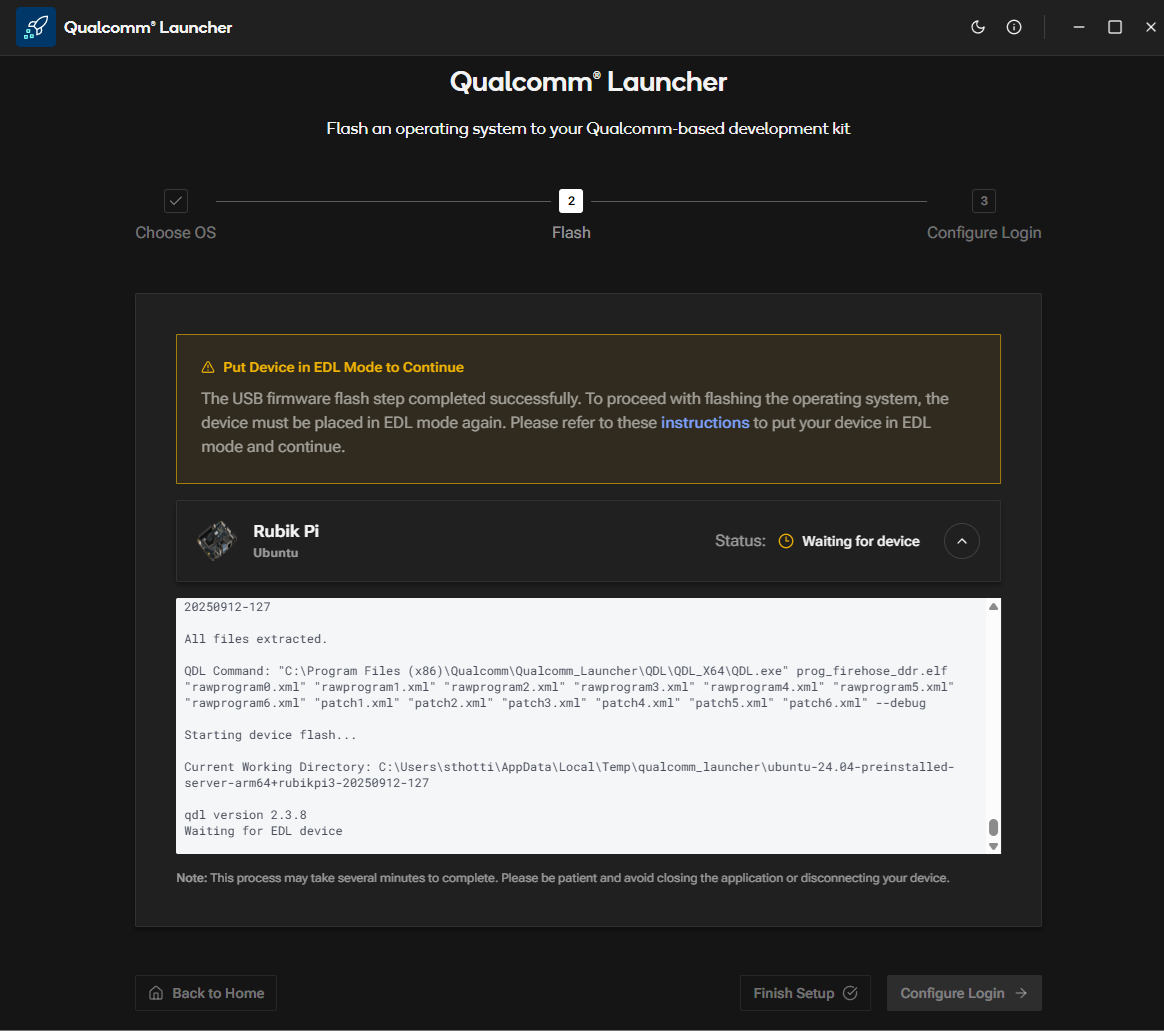 Qualcomm® Launcher
Qualcomm® Launcher
Flash an operating system to your Qualcomm-based development kit
2
3
Choose OS
Flash
Configure Login
Put Device in EDL Mode to Continue
The USB firmware flash step completed successfully. To proceed with flashing the operating system, the
device must be placed in EDL mode again. Please refer to these instructions to put your device in EDL
mode and continue.
Rubik Pi
Ubuntu
Status: Waiting for device
20250912-127
All files extracted.
QDL Command: "C:\Program Files (x86)\Qualcomm\Qualcomm_Launcher\QDL\QDL_X64\QDL.exe" prog_firehose_ddr.elf
"rawprogram0.xml" "rawprogram1.xml" "rawprogram2.xml" "rawprogram3.xml" "rawprogram4.xml" "rawprogram5.xml"
"rawprogram6.xml" "patch1.xml" "patch2.xml" "patch3.xml" "patch4.xml" "patch5.xml" "patch6.xml" --debug
Starting device flash...
Current Working Directory: C:\Users\sthotti\AppData\Local\Temp\qualcomm_launcher\ubuntu-24.04-preinstalled-
server-arm64+rubikpi3-20250912-127
qdl version 2.3.8
Waiting for EDL device
Note: This process may take several minutes to complete. Please be patient and avoid closing the application or disconnecting your device.
Back to Home
Finish Setup
Configure Login